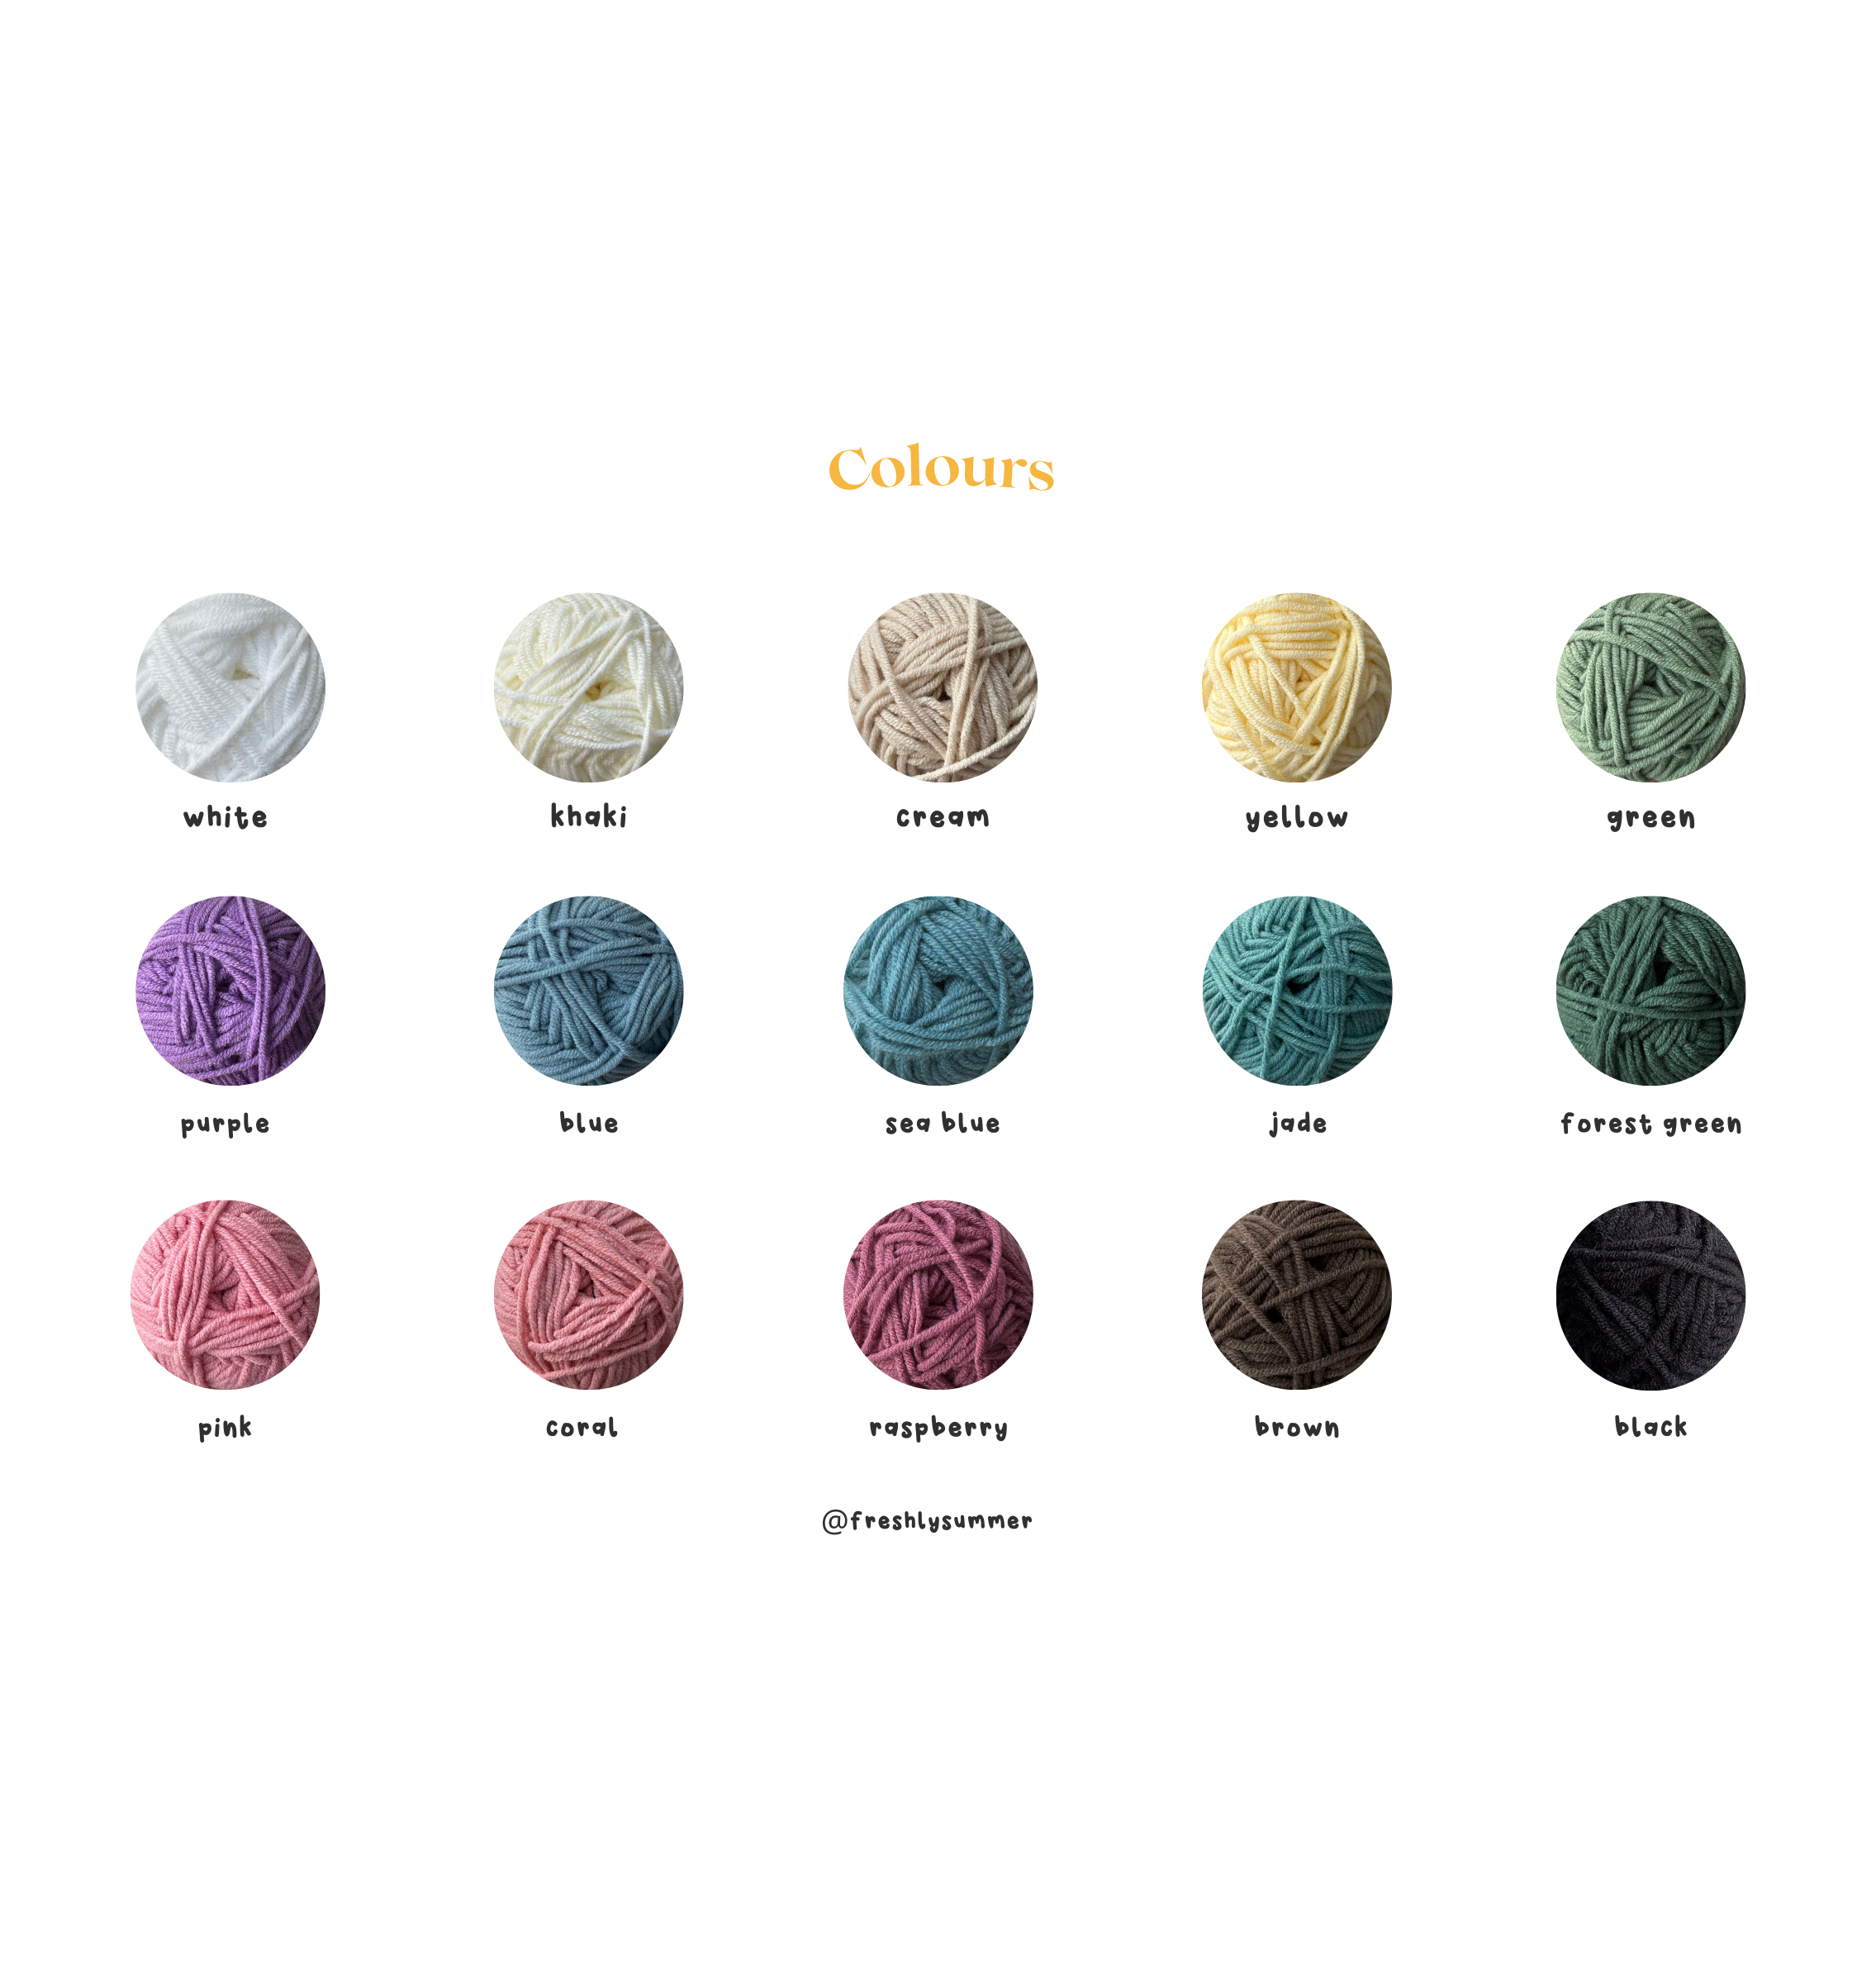 Colours
white khaki cream yellow green
purple blue sea blue jade forest green
pink coral raspberry brown black
@freshlysummer